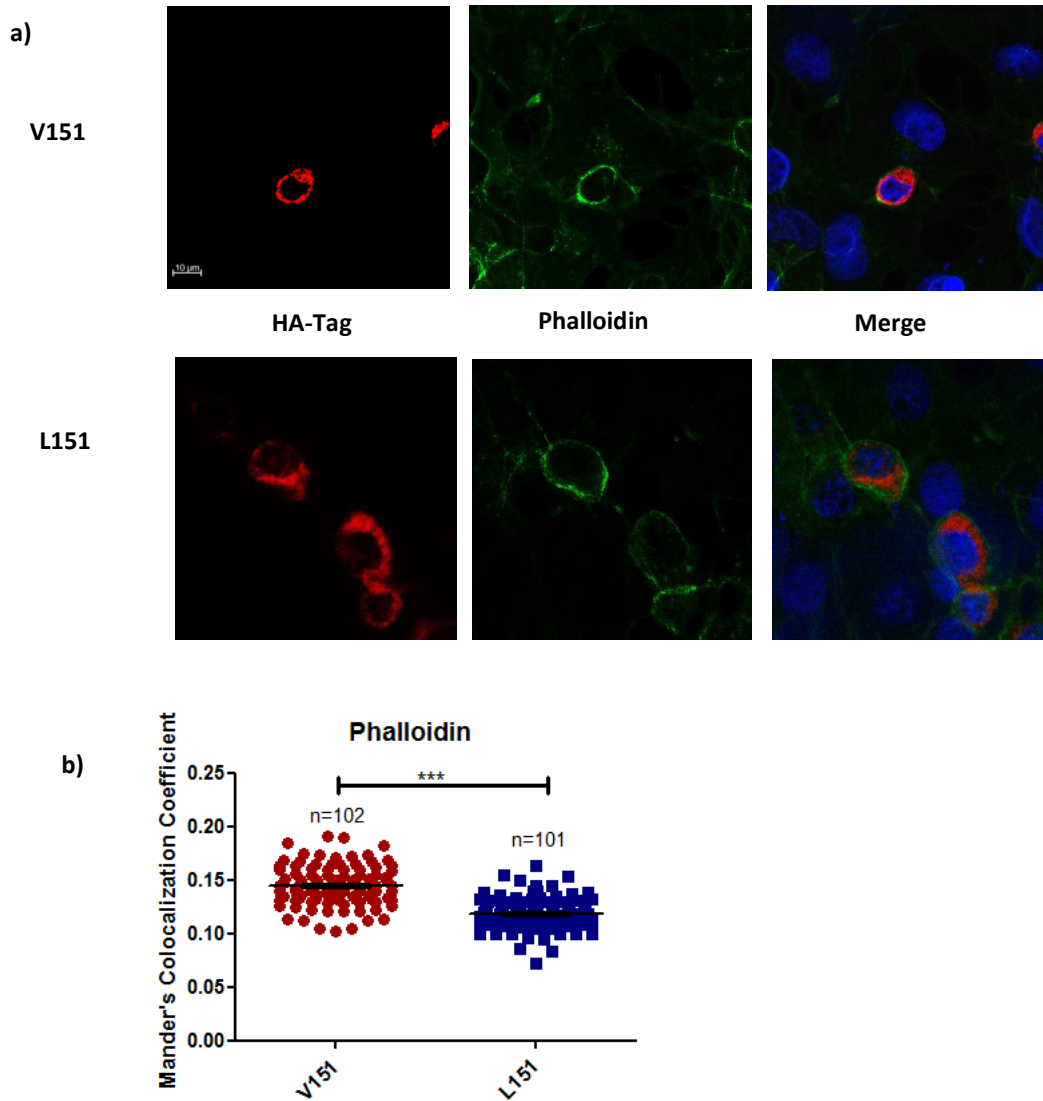 a)
V151
10 µm
HA-Tag Phalloidin Merge
L151
b)
Phalloidin
Mander's Colocalization Coefficient
0.25
0.20
0.15
0.10
0.05
0.00
***
n=102
n=101
V151
L151